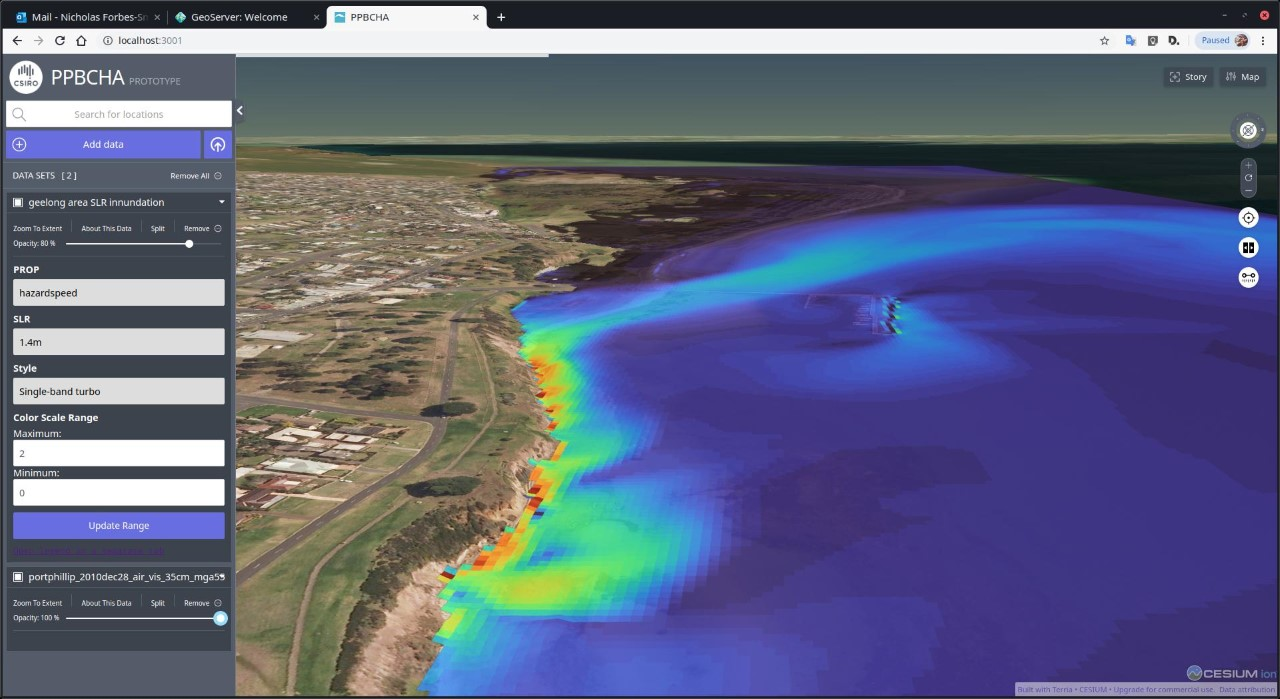 Mail - Nicholas Forbes-Sm
GeoServer: Welcome
PPBCHA
localhost:3001
Paused
CSIRO
PPBCHA PROTOTYPE
Search for locations
Add data
DATA SETS [ 2 ]
Remove All
geelong area SLR innundation
Zoom To Extent
About This Data
Split
Remove
Opacity: 80 %
PROP
hazardspeed
SLR
1.4m
Style
Single-band turbo
Color Scale Range
Maximum:
2
Minimum:
0
Update Range
portphillip_2010dec28_air_vis_35cm_mga55
Zoom To Extent
About This Data
Split
Remove
Opacity: 100 %
Story
Map
CESIUM ion
Built with Terria • CESIUM • Upgrade for commercial use. Data attribution